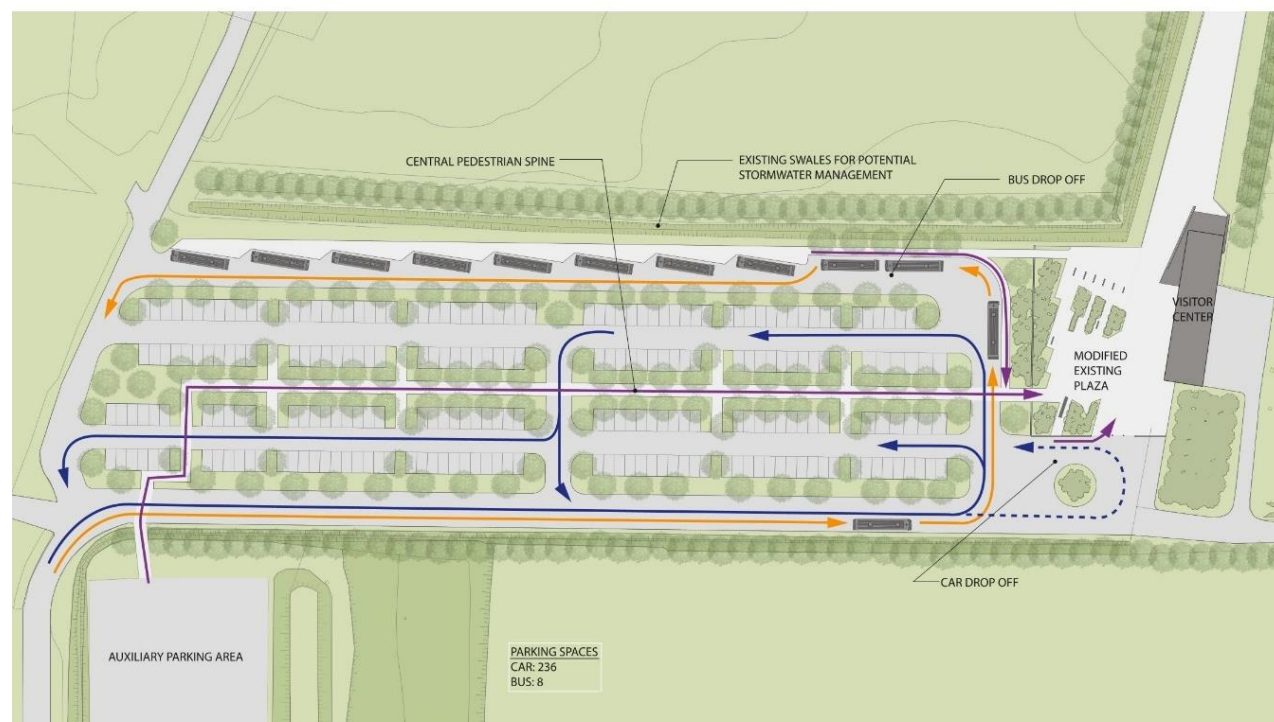 CENTRAL PEDESTRIAN SPINE
EXISTING SWALES FOR POTENTIAL
STORMWATER MANAGEMENT
BUS DROP OFF
VISITOR
CENTER
MODIFIED
EXISTING
PLAZA
CAR DROP OFF
AUXILIARY PARKING AREA
PARKING SPACES
CAR: 236
BUS: 8